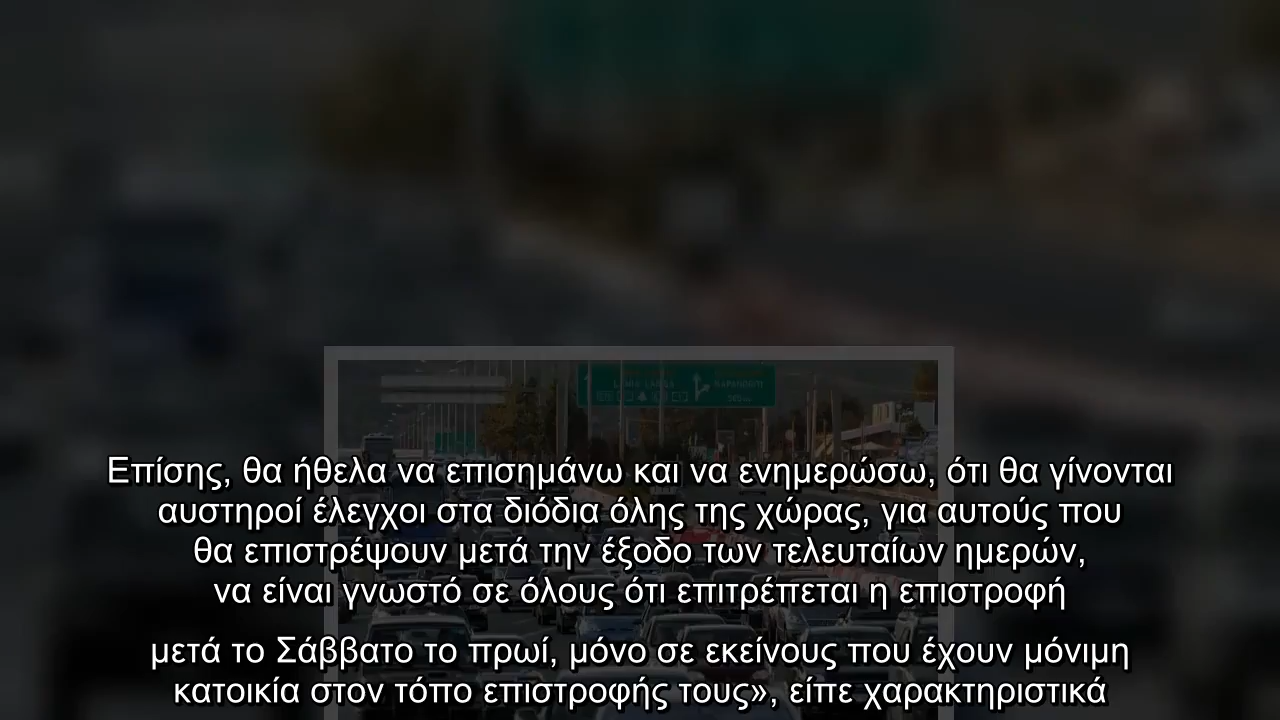 Επίσης, θα ήθελα να επισημάνω και να ενημερώσω, ότι θα γίνονται
αυστηροί έλεγχοι στα διόδια όλης της χώρας, για αυτούς που
θα επιστρέψουν μετά την έξοδο των τελευταίων ημερών,
να είναι γνωστό σε όλους ότι επιτρέπεται η επιστροφή
μετά το Σάββατο το πρωί, μόνο σε εκείνους που έχουν μόνιμη
κατοικία στον τόπο επιστροφής τους», είπε χαρακτηριστικά